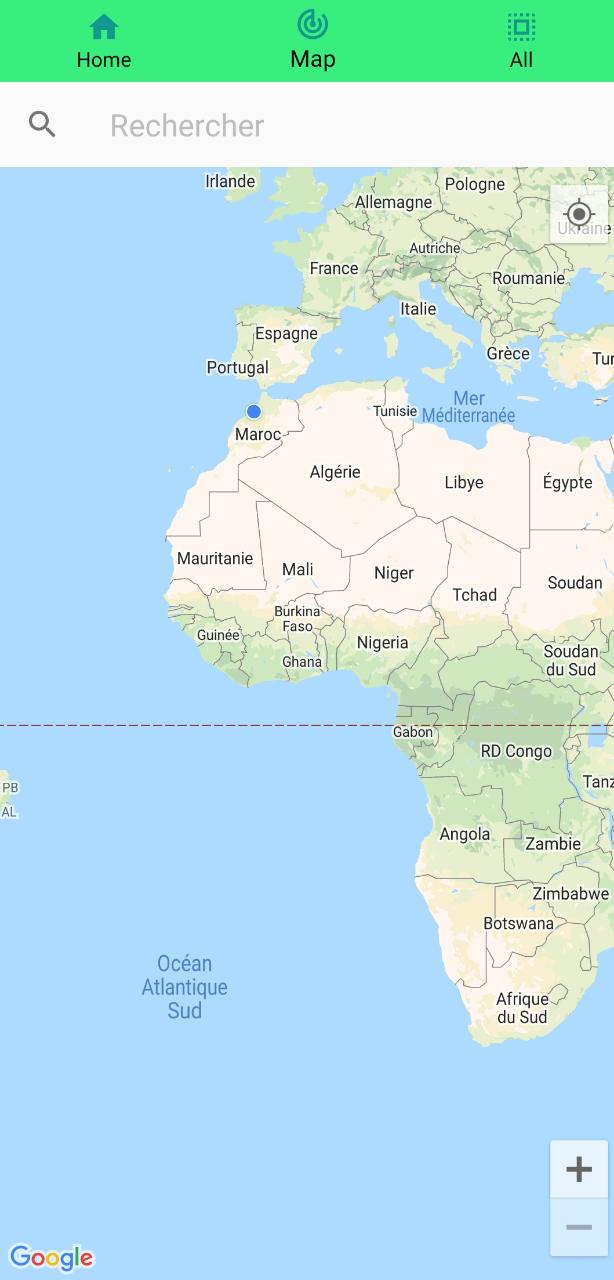 Home
Map
All
Rechercher
Irlande
Pologne
Allemagne
Ukraine
Autriche
France
Roumanie
Italie
Espagne
Grèce
Portugal
Tur
Mer
Méditerranée
Tunisie
Maroc
Algérie
Libye
Égypte
Mauritanie
Mali
Niger
Soudan
Tchad
Burkina
Faso
Guinée
Nigeria
Ghana
Soudan
du Sud
Gabon
RD Congo
PB
Tanz
AL
Angola
Zambie
Zimbabwe
Botswana
Océan
Atlantique
Sud
Afrique
du Sud
Google